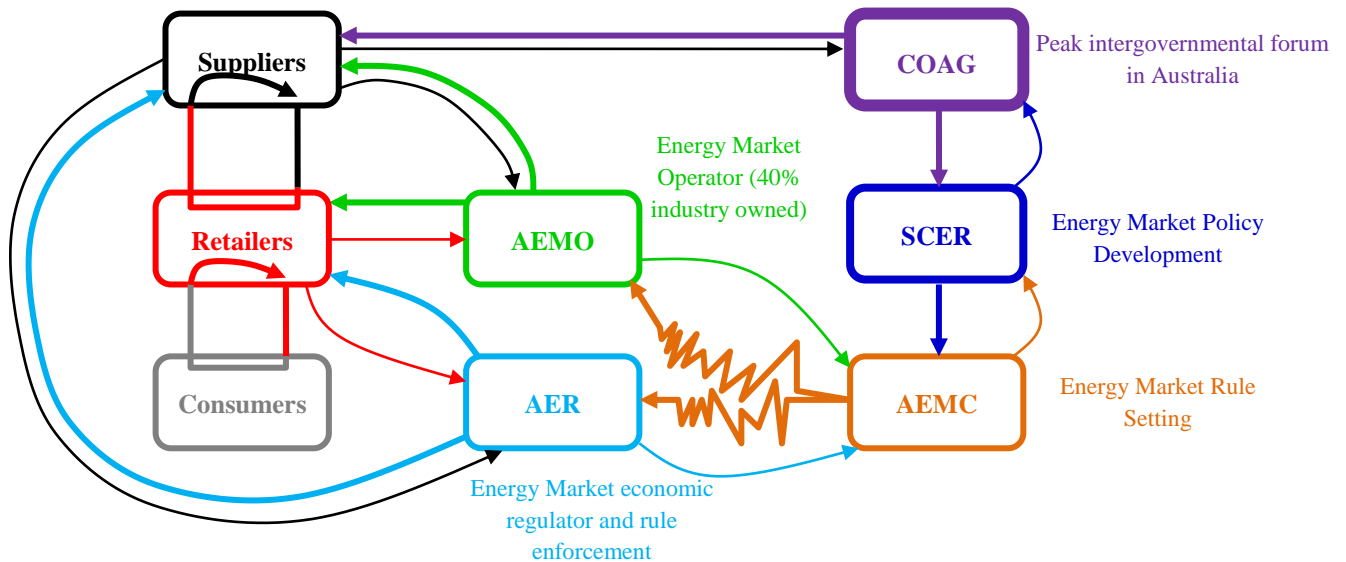 Suppliers
COAG
Peak intergovernmental forum
in Australia
Energy Market
Operator (40%
industry owned)
Retailers
AEMO
SCER
Energy Market Policy
Development
Consumers
AER
AEMC
Energy Market Rule
Setting
Energy Market economic
regulator and rule
enforcement